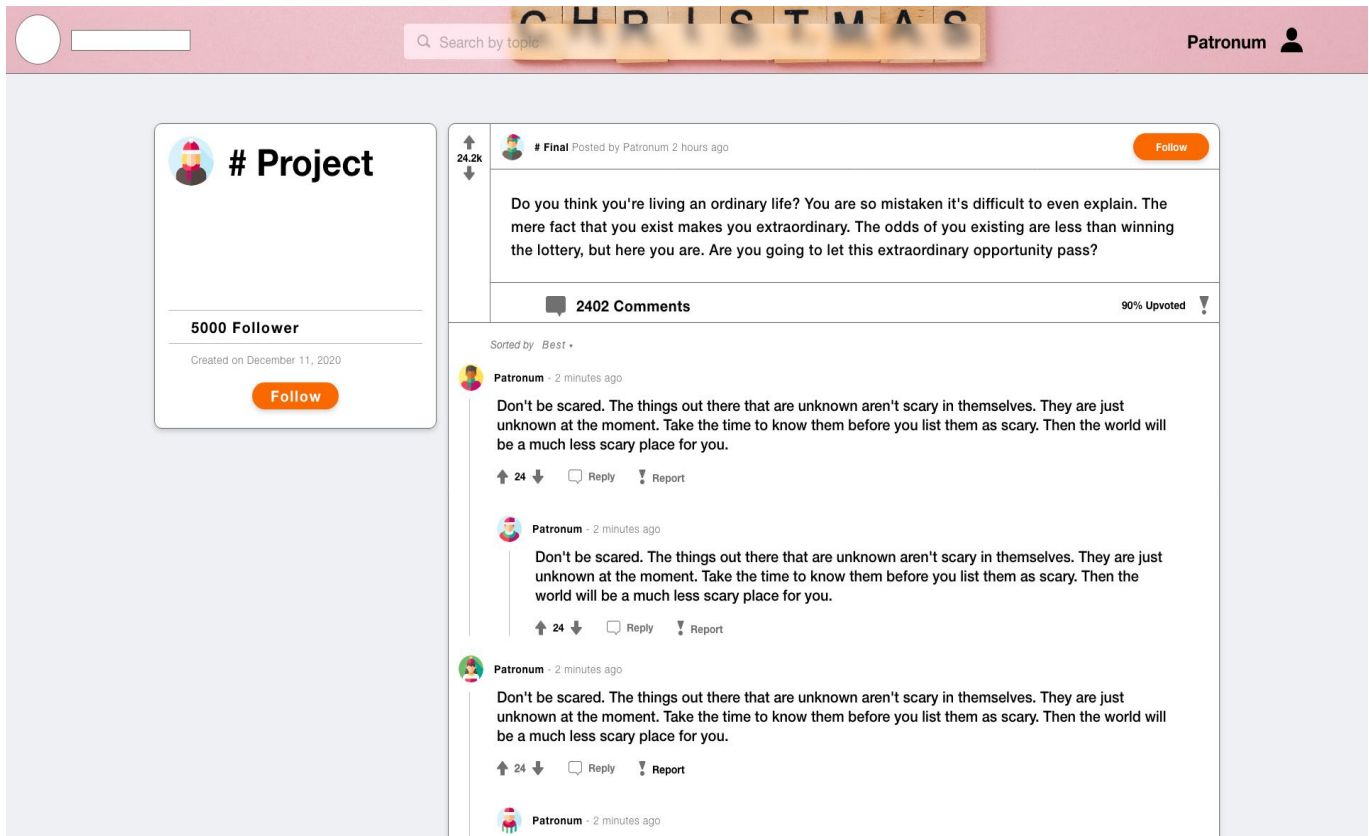 CHRISTMAS
Search by topic
Patronum
# Project
5000 Follower
Created on December 11, 2020
Follow
24.2k
# Final Posted by Patronum 2 hours ago
Follow
Do you think you're living an ordinary life? You are so mistaken it's difficult to even explain. The
mere fact that you exist makes you extraordinary. The odds of you existing are less than winning
the lottery, but here you are. Are you going to let this extraordinary opportunity pass?
2402 Comments
90% Upvoted
Sorted by Best
Patronum - 2 minutes ago
Don't be scared. The things out there that are unknown aren't scary in themselves. They are just
unknown at the moment. Take the time to know them before you list them as scary. Then the world will
be a much less scary place for you.
24 Reply Report
Patronum - 2 minutes ago
Don't be scared. The things out there that are unknown aren't scary in themselves. They are just
unknown at the moment. Take the time to know them before you list them as scary. Then the
world will be a much less scary place for you.
24 Reply Report
Patronum - 2 minutes ago
Don't be scared. The things out there that are unknown aren't scary in themselves. They are just
unknown at the moment. Take the time to know them before you list them as scary. Then the world will
be a much less scary place for you.
24 Reply Report
Patronum - 2 minutes ago